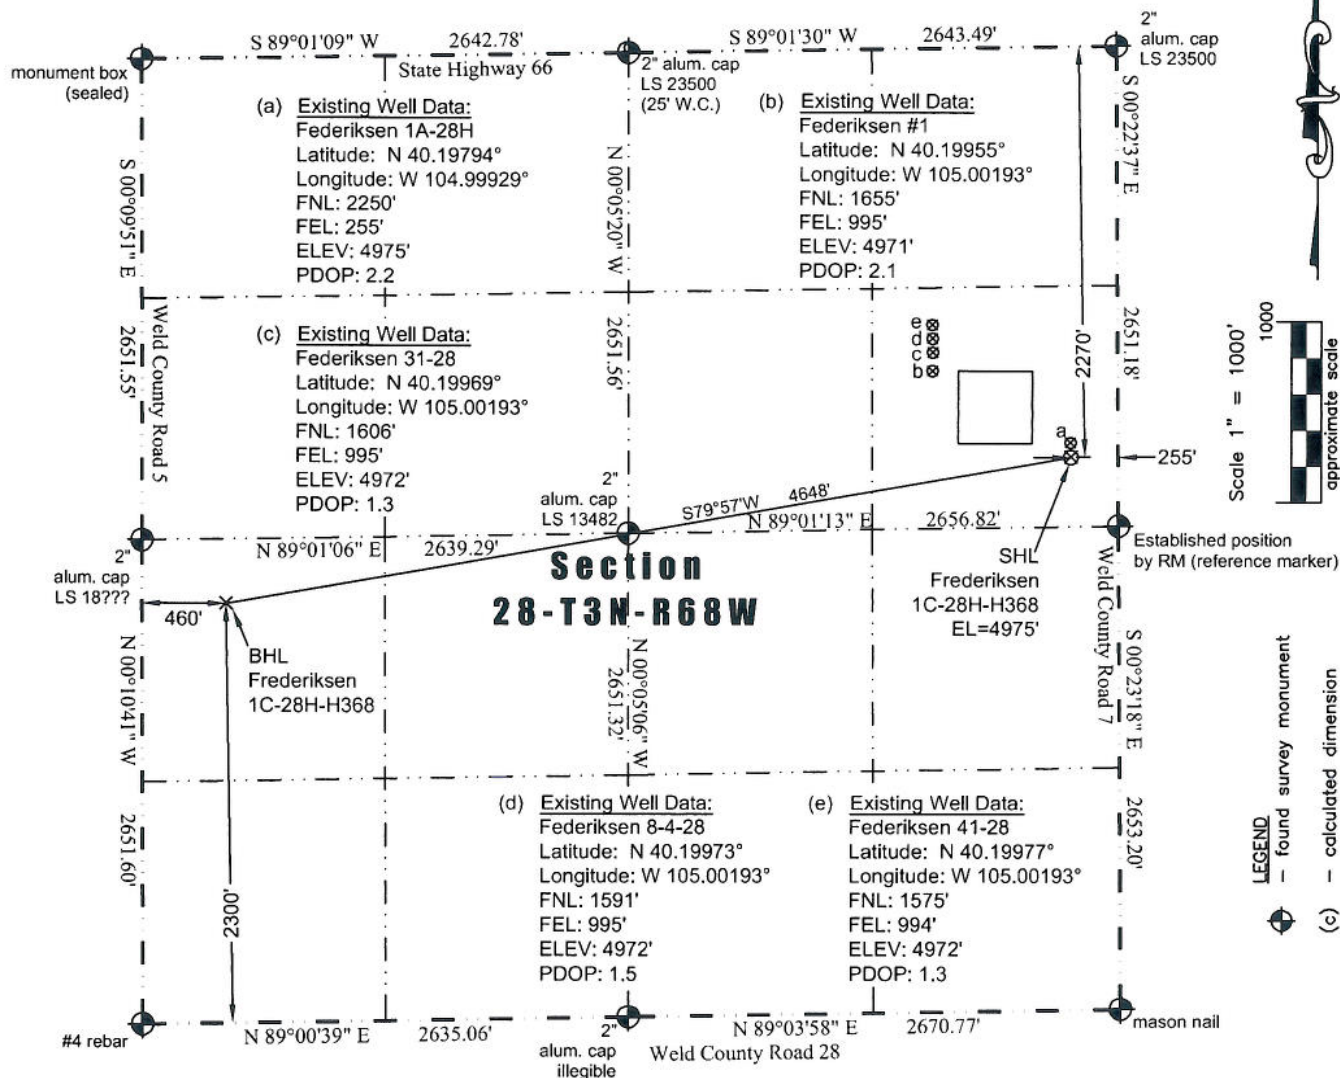 S 89°01'09" W 2642.78'
S 89°01'30" W 2643.49'
2"
alum. cap
LS 23500
monument box
(sealed)
State Highway 66
2" alum. cap
LS 23500
(25' W.C.)
(a) Existing Well Data:
Federiksen 1A-28H
Latitude: N 40.19794°
Longitude: W 104.99929°
FNL: 2250'
FEL: 255'
ELEV: 4975'
PDOP: 2.2
(b) Existing Well Data:
Federiksen #1
Latitude: N 40.19955°
Longitude: W 105.00193°
FNL: 1655'
FEL: 995'
ELEV: 4971'
PDOP: 2.1
S 00°09'51" E
2651.55'
Weld County Road 5
N 00°05'20" W
2651.56'
S 00°22'37" E
2651.18'
2270'
(c) Existing Well Data:
Federiksen 31-28
Latitude: N 40.19969°
Longitude: W 105.00193°
FNL: 1606'
FEL: 995'
ELEV: 4972'
PDOP: 1.3
e
d
c
b
a
255'
Scale 1" = 1000'
1000
approximate scale
2"
alum. cap
LS 13482
S79°57'W 4648'
N 89°01'13" E 2656.82'
N 89°01'06" E 2639.29'
2"
alum. cap
LS 18???
Established position
by RM (reference marker)
Section
28-T3N-R68W
SHL
Frederiksen
1C-28H-H368
EL=4975'
460'
BHL
Frederiksen
1C-28H-H368
N 00°10'41" W
2651.60'
2300'
N 00°05'06" W
2651.32'
Weld County Road 7
S 00°23'18" E
2653.20'
(d) Existing Well Data:
Federiksen 8-4-28
Latitude: N 40.19973°
Longitude: W 105.00193°
FNL: 1591'
FEL: 995'
ELEV: 4972'
PDOP: 1.5
(e) Existing Well Data:
Federiksen 41-28
Latitude: N 40.19977°
Longitude: W 105.00193°
FNL: 1575'
FEL: 994'
ELEV: 4972'
PDOP: 1.3
LEGEND
- found survey monument
(c) - calculated dimension
#4 rebar
N 89°00'39" E 2635.06'
2"
alum. cap
illegible
N 89°03'58" E 2670.77'
Weld County Road 28
mason nail